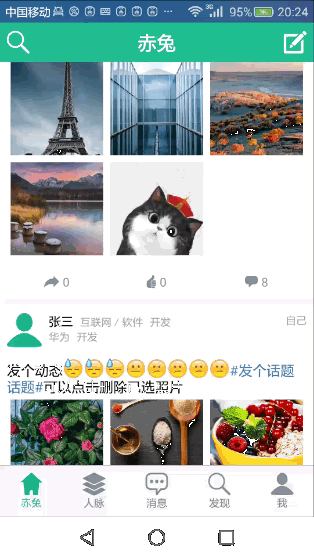 中国移动 3G 95% 20:24
赤兔
0 0 8
张三 互联网 / 软件 开发 自己
华为 开发
发个动态😓😓😓😐😐😐😐😐#发个话题
话题#可以点击删除已选照片
赤兔 人脉 消息 发现 我